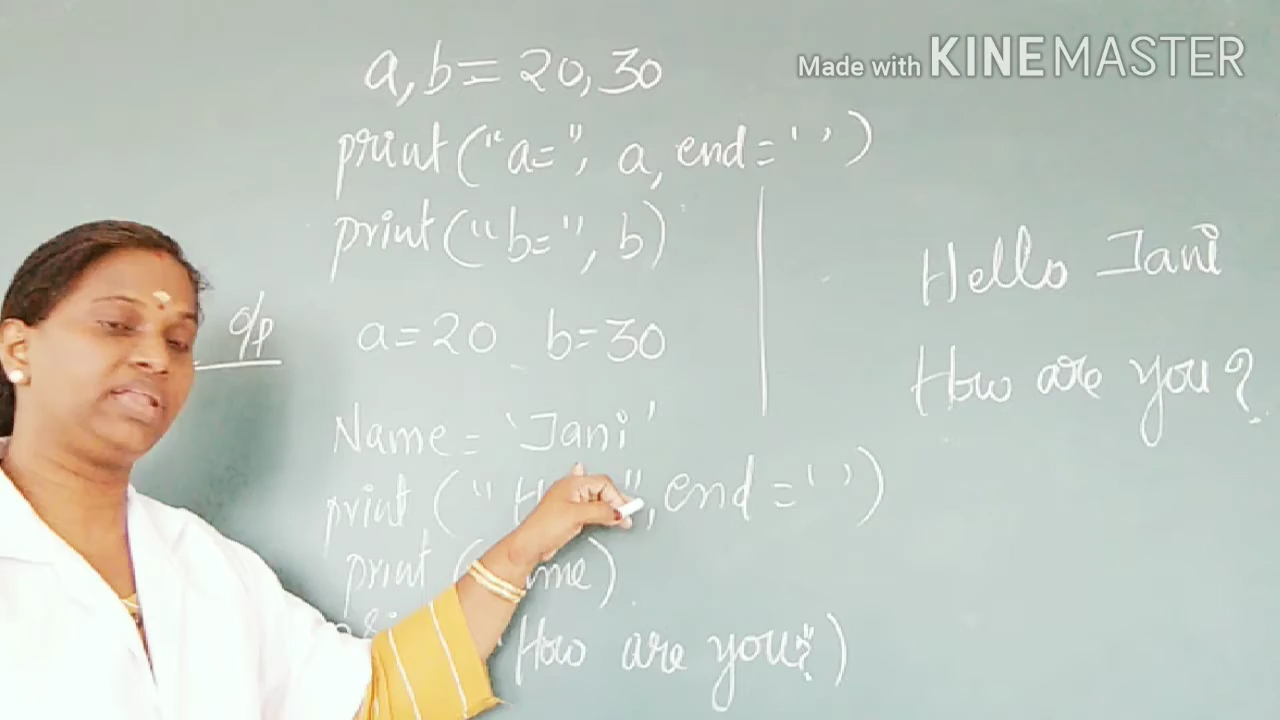 Made with KINEMASTER
a, b = 20, 30
print("a=", a, end=' ')
print("b=", b)
o/p
a=20 b=30
Name = 'Jani'
print(" ", end=' ')
print(
How are you?")
Hello Jani
How are you?